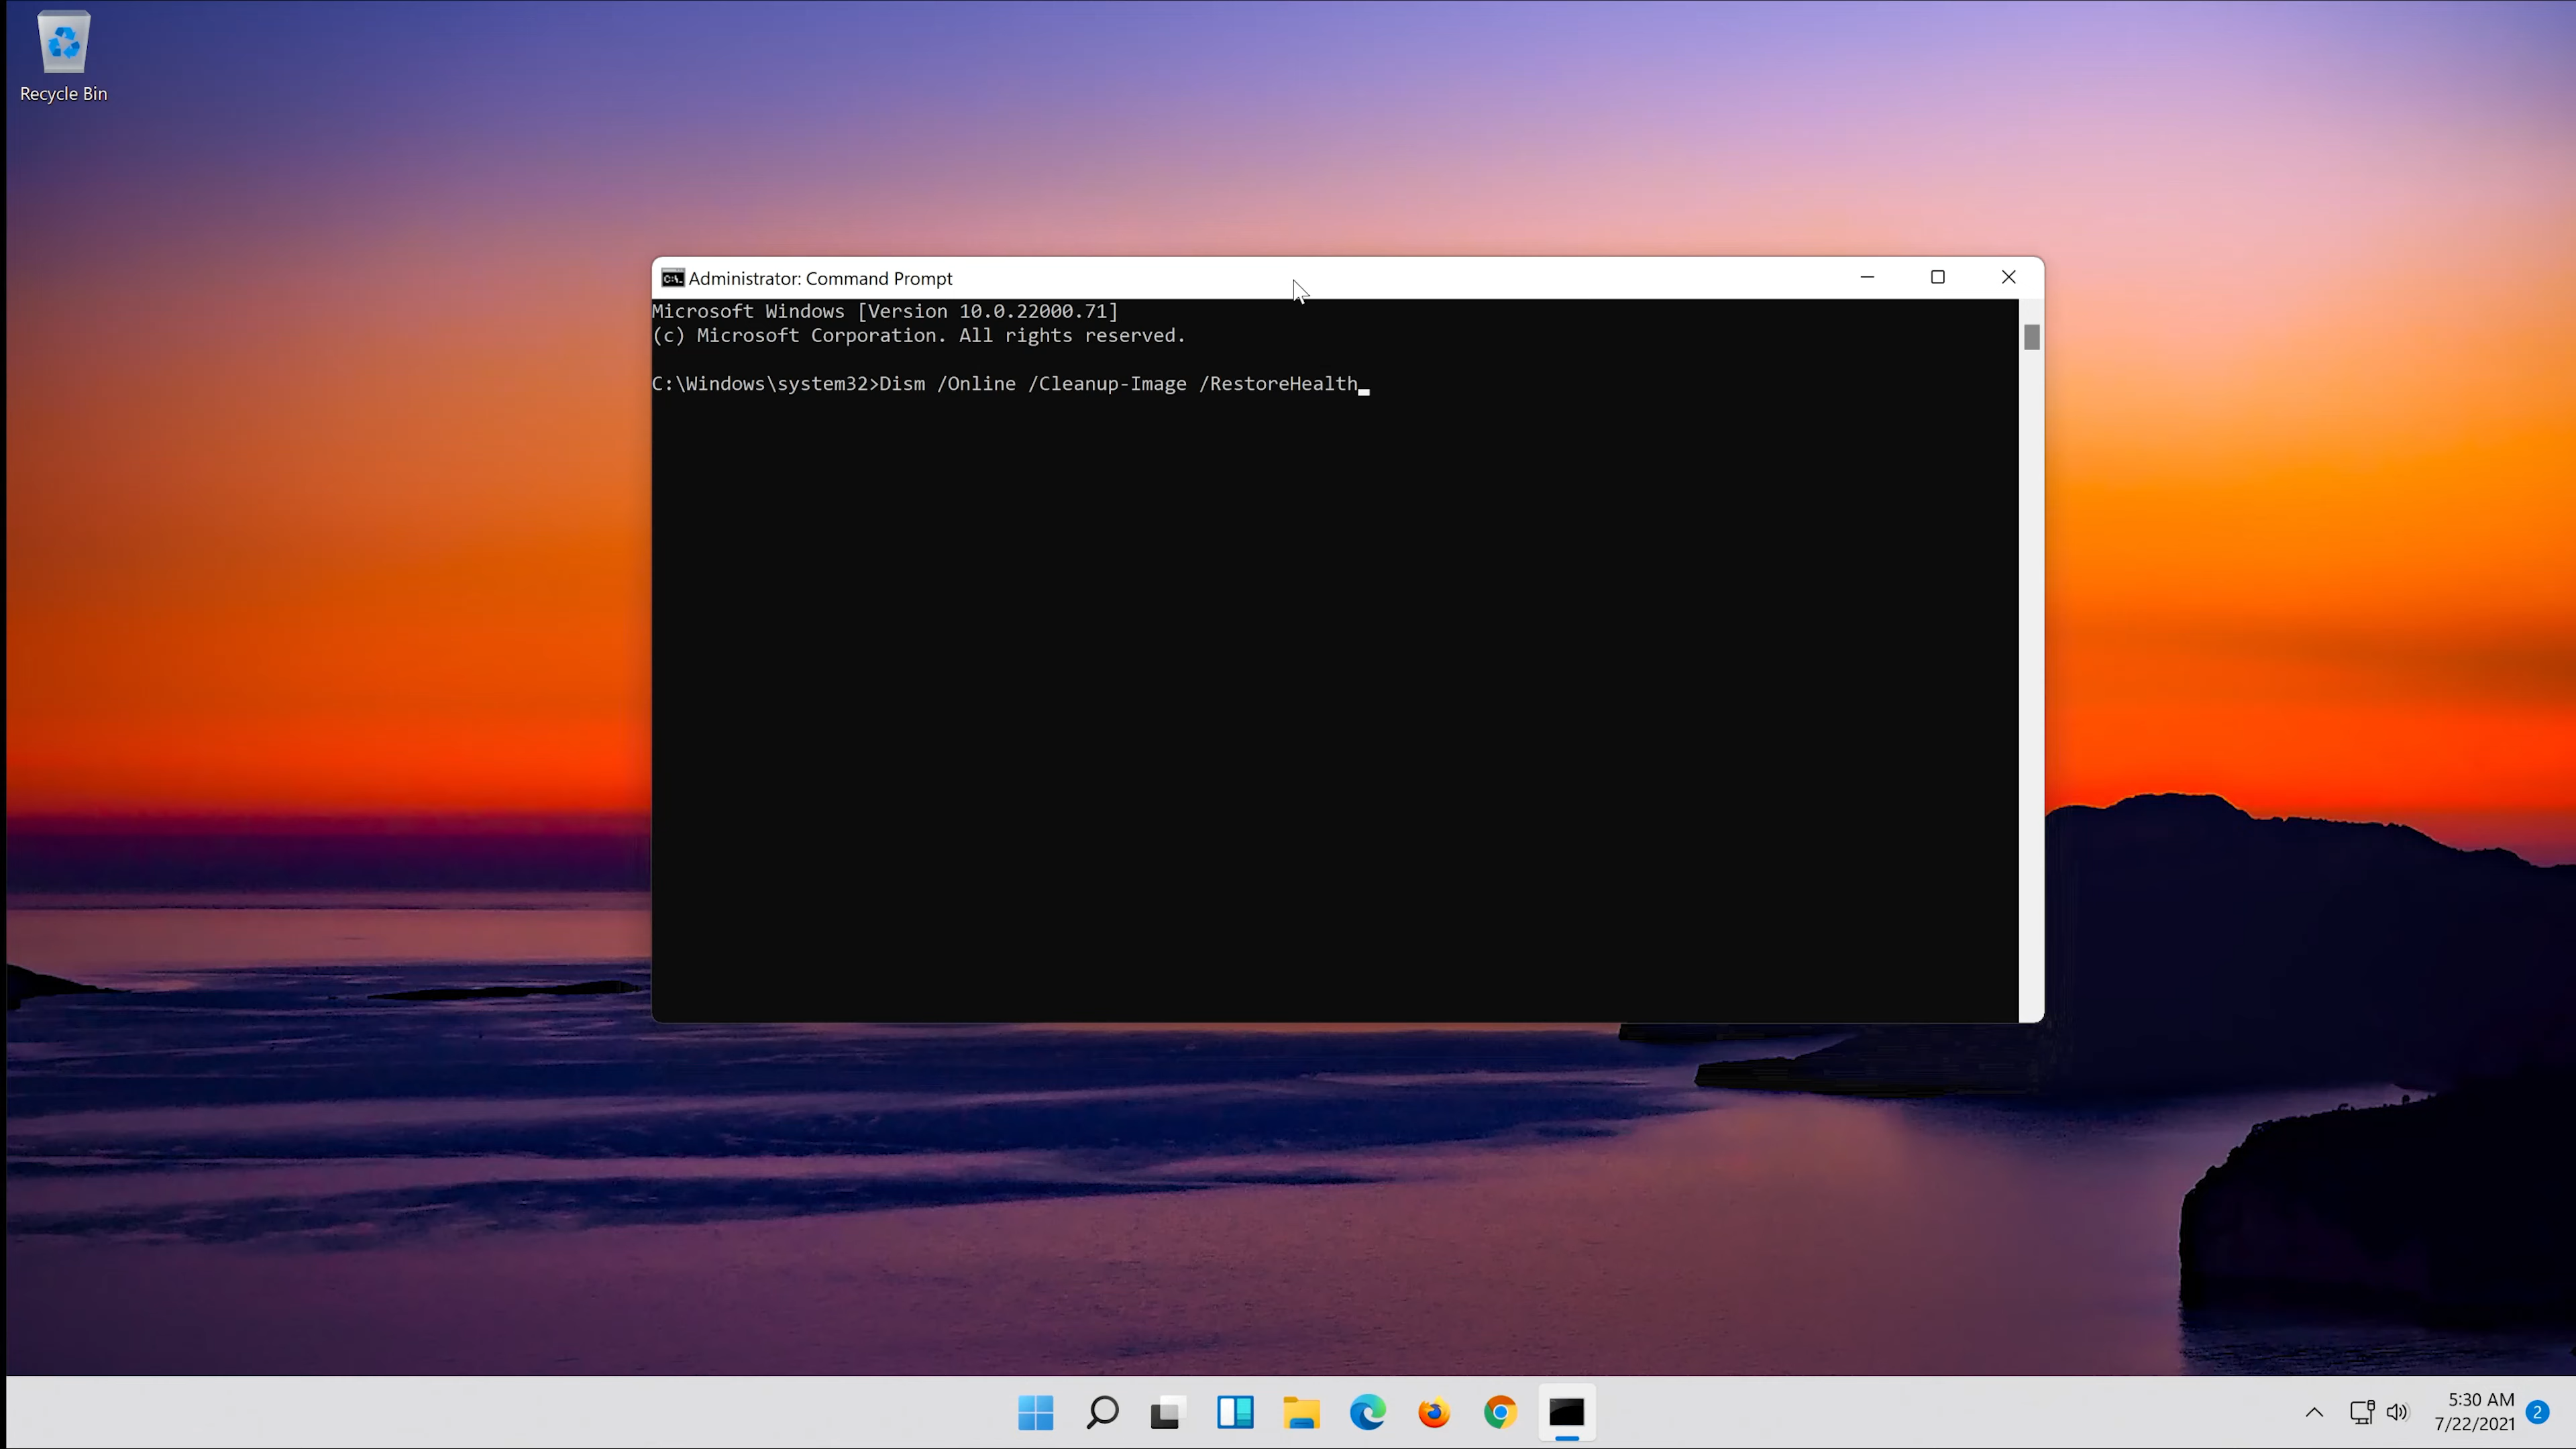 Recycle Bin
Administrator: Command Prompt
Microsoft Windows [Version 10.0.22000.71]
(c) Microsoft Corporation. All rights reserved.
C:\Windows\system32>Dism /Online /Cleanup-Image /RestoreHealth
5:30 AM
7/22/2021
2